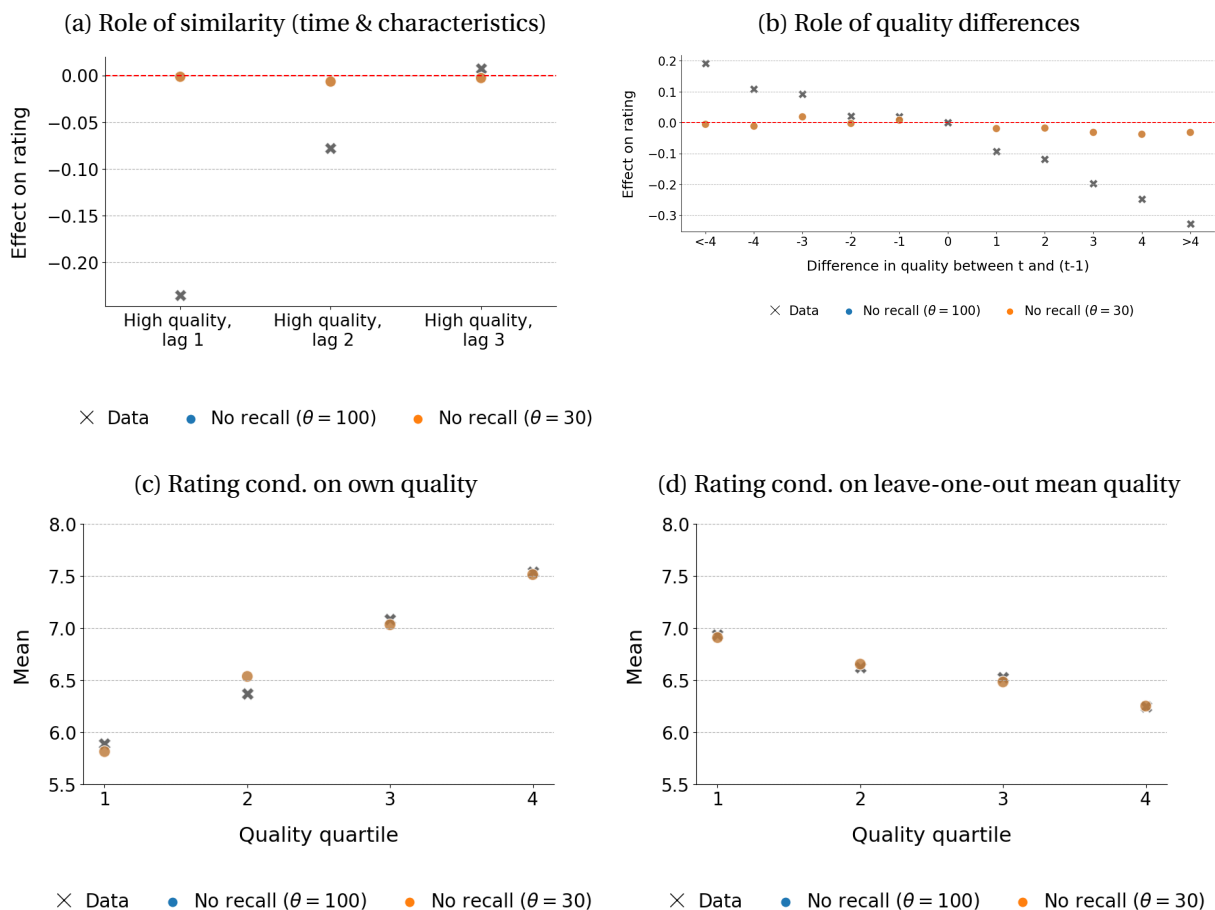 (a) Role of similarity (time & characteristics)
0.00
−0.05
−0.10
−0.15
−0.20
Effect on rating
High quality, lag 1
High quality, lag 2
High quality, lag 3
Data
No recall (θ = 100)
No recall (θ = 30)
(b) Role of quality differences
0.2
0.1
0.0
−0.1
−0.2
−0.3
Effect on rating
<-4 -4 -3 -2 -1 0 1 2 3 4 >4
Difference in quality between t and (t-1)
Data
No recall (θ = 100)
No recall (θ = 30)
(c) Rating cond. on own quality
8.0
7.5
7.0
6.5
6.0
5.5
Mean
1 2 3 4
Quality quartile
Data
No recall (θ = 100)
No recall (θ = 30)
(d) Rating cond. on leave-one-out mean quality
8.0
7.5
7.0
6.5
6.0
5.5
Mean
1 2 3 4
Quality quartile
Data
No recall (θ = 100)
No recall (θ = 30)